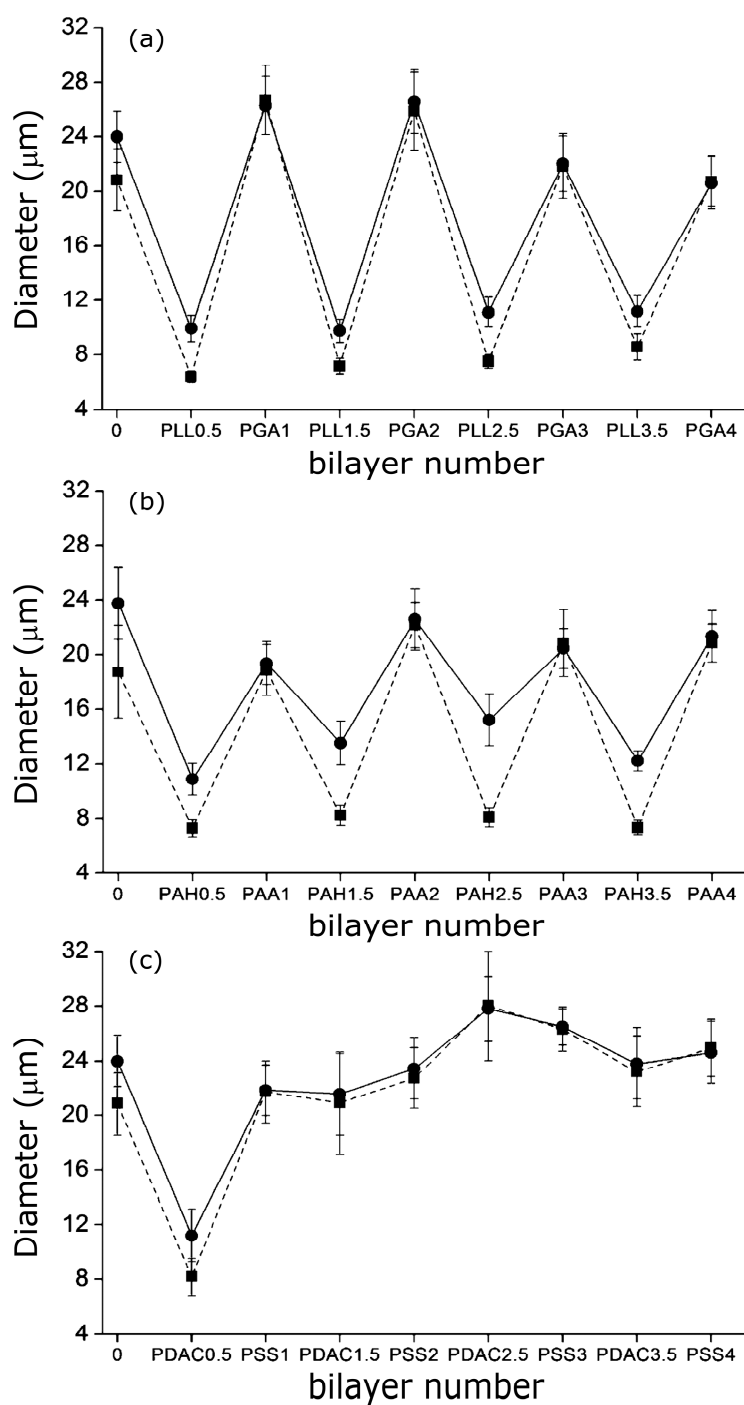 (a)
32
28
24
20
16
12
8
4
Diameter (μm)
0 PLL0.5 PGA1 PLL1.5 PGA2 PLL2.5 PGA3 PLL3.5 PGA4
bilayer number
(b)
32
28
24
20
16
12
8
4
Diameter (μm)
0 PAH0.5 PAA1 PAH1.5 PAA2 PAH2.5 PAA3 PAH3.5 PAA4
bilayer number
(c)
32
28
24
20
16
12
8
4
Diameter (μm)
0 PDAC0.5 PSS1 PDAC1.5 PSS2 PDAC2.5 PSS3 PDAC3.5 PSS4
bilayer number